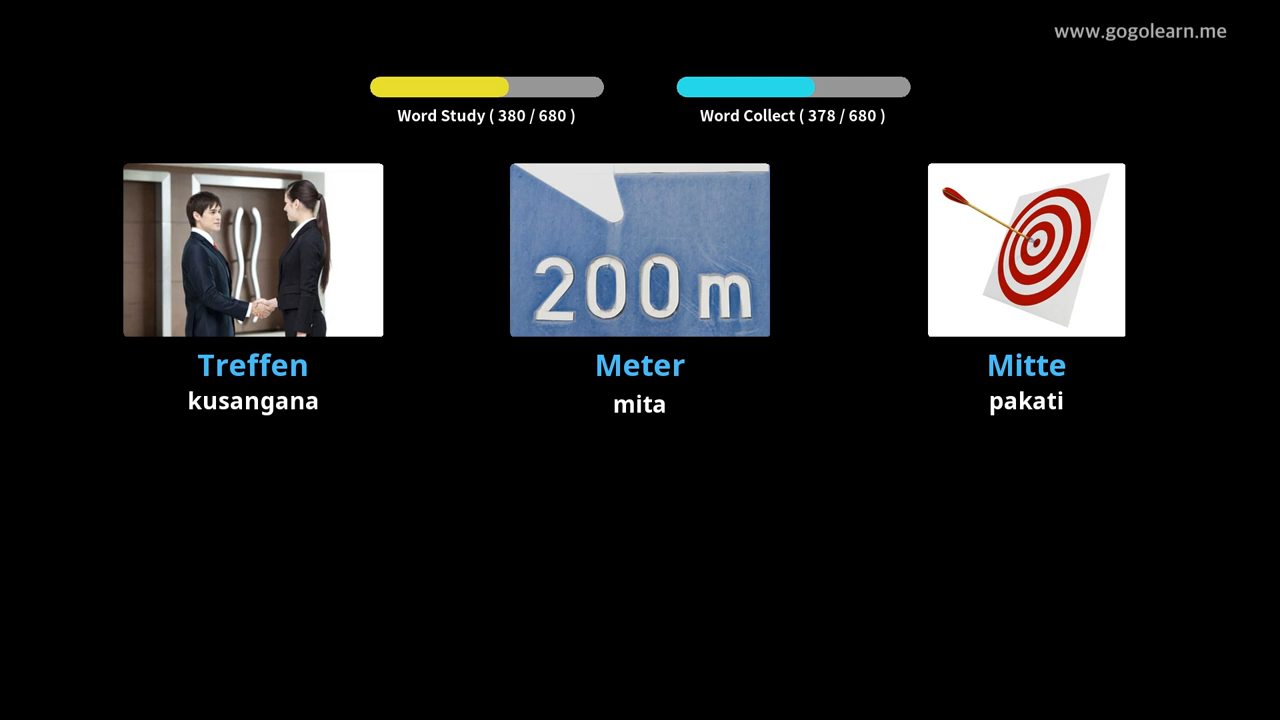 www.gogolearn.me
Word Study ( 380 / 680 )
Word Collect ( 378 / 680 )
200 m
Treffen
kusangana
Meter
mita
Mitte
pakati